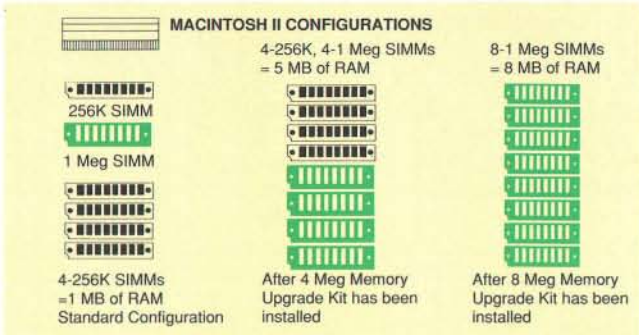 MACINTOSH II CONFIGURATIONS
256K SIMM
1 Meg SIMM
4-256K SIMMs
=1 MB of RAM
Standard Configuration
4-256K, 4-1 Meg SIMMs
= 5 MB of RAM
After 4 Meg Memory
Upgrade Kit has been
installed
8-1 Meg SIMMs
= 8 MB of RAM
After 8 Meg Memory
Upgrade Kit has been
installed